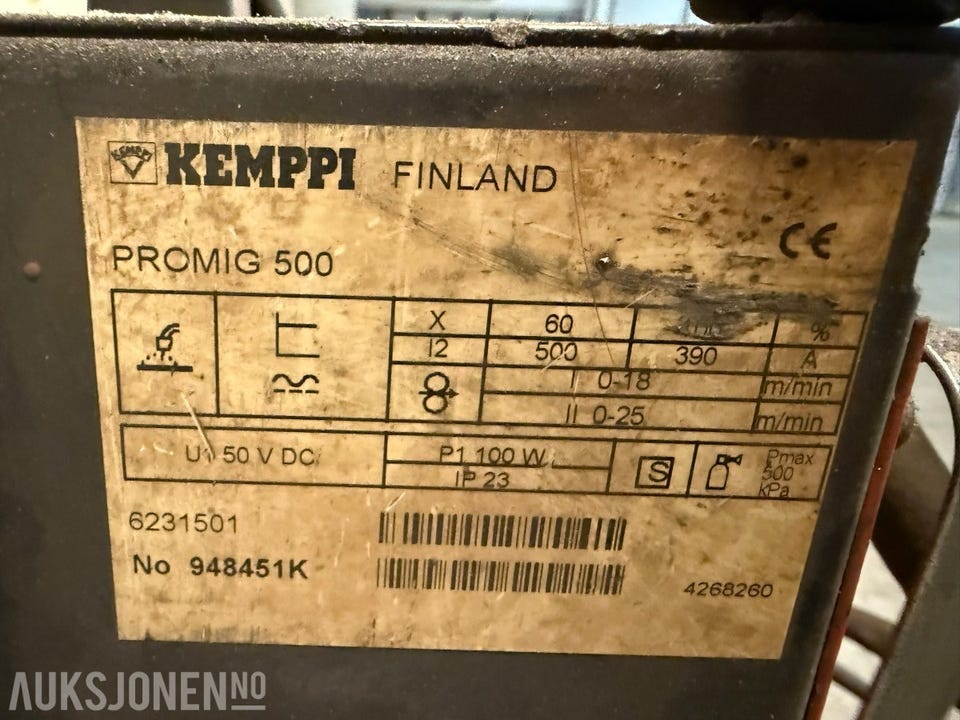 KEMPPI KEMPPI FINLAND
CE
PROMIG 500
X 60 %
I2 500 390 A
I 0-18 m/min
II 0-25 m/min
U1 50 V DC P1 100 W S Pmax 500 kPa
IP 23
6231501
No 948451K
4268260
AUKSJONEN NO